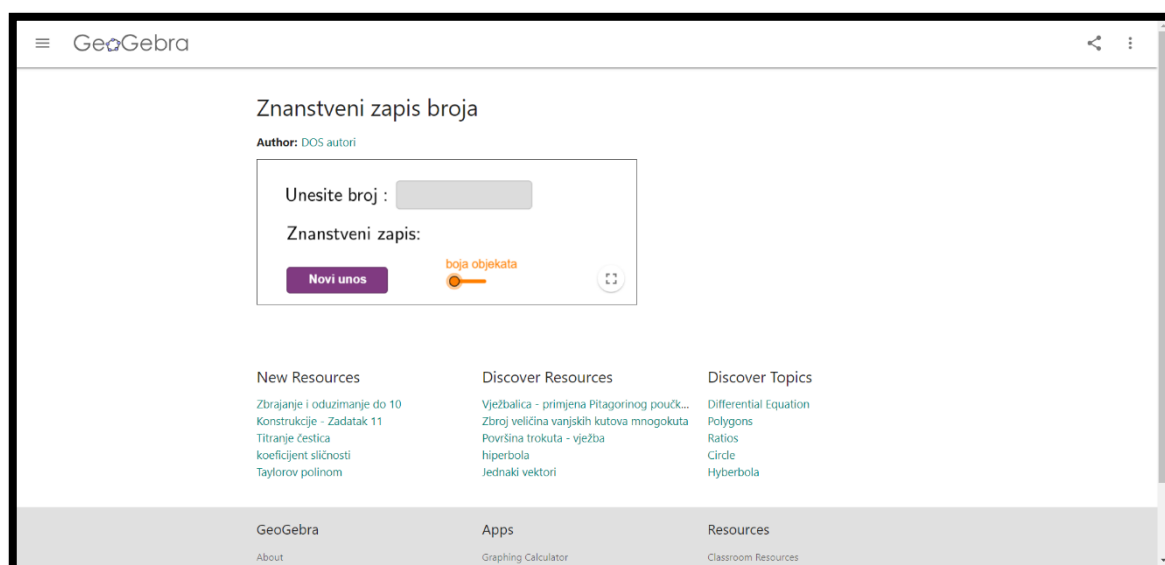 GeoGebra
Znanstveni zapis broja
Author: DOS autori
Unesite broj :
Znanstveni zapis:
boja objekata
Novi unos
New Resources
Zbrajanje i oduzimanje do 10
Konstrukcije - Zadatak 11
Titranje čestica
koeficijent sličnosti
Taylorov polinom
Discover Resources
Vježbalica - primjena Pitagorinog poučk...
Zbroj veličina vanjskih kutova mnogokuta
Površina trokuta - vježba
hiperbola
Jednaki vektori
Discover Topics
Differential Equation
Polygons
Ratios
Circle
Hyberbola
GeoGebra
About
Apps
Graphing Calculator
Resources
Classroom Resources